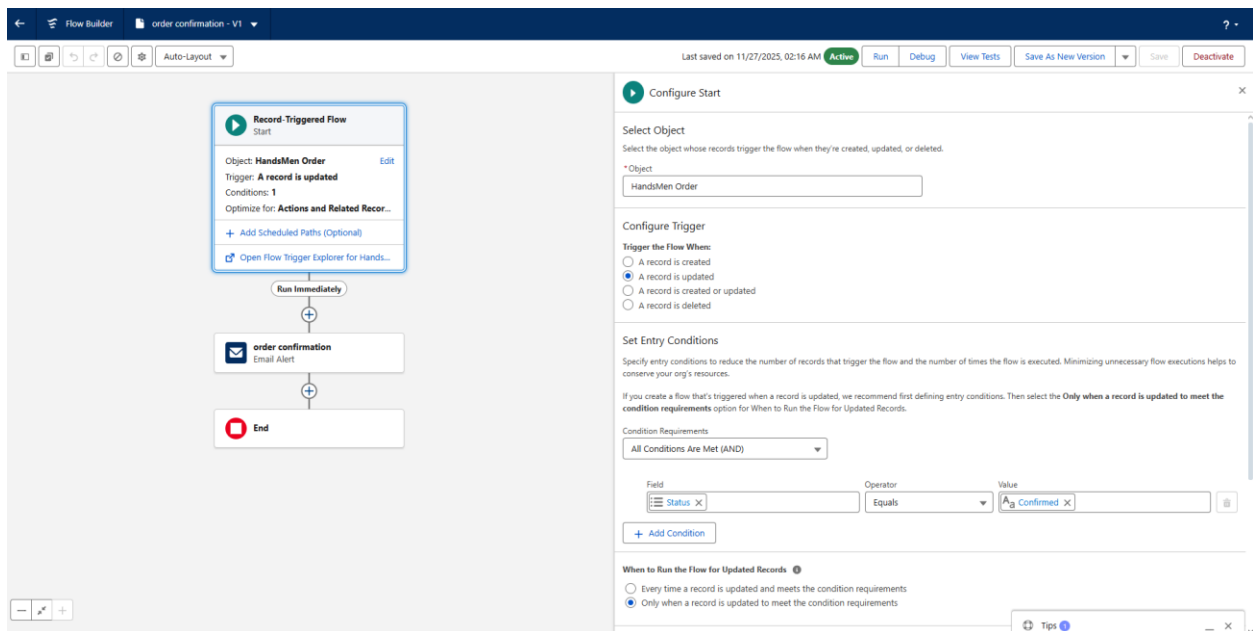 Flow Builder
order confirmation - V1
?
Auto-Layout
Last saved on 11/27/2025, 02:16 AM
Active
Run
Debug
View Tests
Save As New Version
Save
Deactivate
Record-Triggered Flow
Start
Object: HandsMen Order
Edit
Trigger: A record is updated
Conditions: 1
Optimize for: Actions and Related Recor...
+ Add Scheduled Paths (Optional)
Open Flow Trigger Explorer for Hands...
Run Immediately
order confirmation
Email Alert
End
Configure Start
Select Object
Select the object whose records trigger the flow when they're created, updated, or deleted.
*Object
HandsMen Order
Configure Trigger
Trigger the Flow When:
A record is created
A record is updated
A record is created or updated
A record is deleted
Set Entry Conditions
Specify entry conditions to reduce the number of records that trigger the flow and the number of times the flow is executed. Minimizing unnecessary flow executions helps to
conserve your org's resources.
If you create a flow that's triggered when a record is updated, we recommend first defining entry conditions. Then select the Only when a record is updated to meet the
condition requirements option for When to Run the Flow for Updated Records.
Condition Requirements
All Conditions Are Met (AND)
Field
Operator
Value
Status
Equals
Aa Confirmed
+ Add Condition
When to Run the Flow for Updated Records
Every time a record is updated and meets the condition requirements
Only when a record is updated to meet the condition requirements
Tips 1